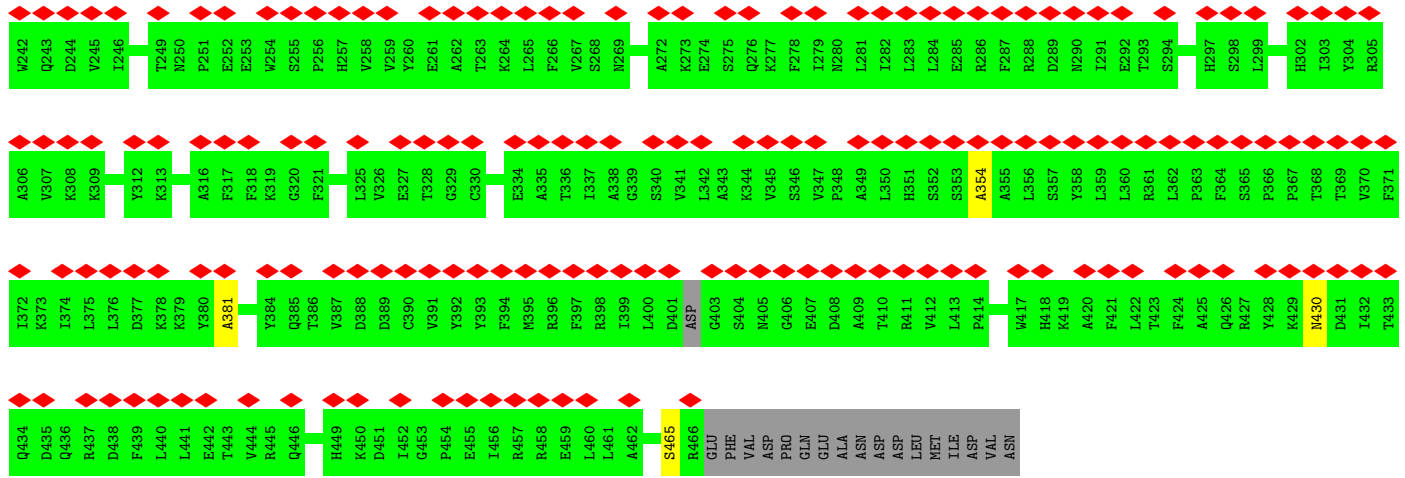 W242 Q243 D244 V245 I246 T249 N250 P251 E252 E253 W254 S255 P256 H257 V258 V259 Y260 E261 A262 T263 K264 L265 F266 V267 S268 N269 A272 K273 E274 S275 Q276 K277 F278 I279 N280 L281 I282 L283 L284 E285 R286 F287 R288 D289 N290 I291 E292 T293 S294 H297 S298 L299 H302 I303 Y304 R305
A306 V307 K308 K309 Y312 K313 A316 F317 F318 K319 G320 F321 L325 V326 E327 T328 G329 C330 E334 A335 T336 I337 A338 G339 S340 V341 L342 A343 K344 V345 S346 V347 P348 A349 L350 H351 S352 S353 A354 A355 L356 S357 Y358 L359 L360 R361 L362 P363 F364 S365 P366 P367 T368 T369 V370 F371
I372 K373 I374 L375 L376 D377 K378 K379 Y380 A381 Y384 Q385 T386 V387 D388 D389 C390 V391 Y392 Y393 F394 M395 R396 F397 R398 I399 L400 D401 ASP G403 S404 N405 G406 E407 D408 A409 T410 R411 V412 L413 P414 W417 H418 K419 A420 F421 L422 T423 F424 A425 Q426 R427 Y428 K429 N430 D431 I432 T433
Q434 D435 Q436 R437 D438 F439 L440 L441 E442 T443 V444 R445 Q446 H449 K450 D451 I452 G453 P454 E455 I456 R457 R458 E459 L460 L461 A462 S465 R466 GLU PHE VAL ASP PRO GLN GLU ALA ASN ASP ASP LEU MET ILE ASP VAL ASN